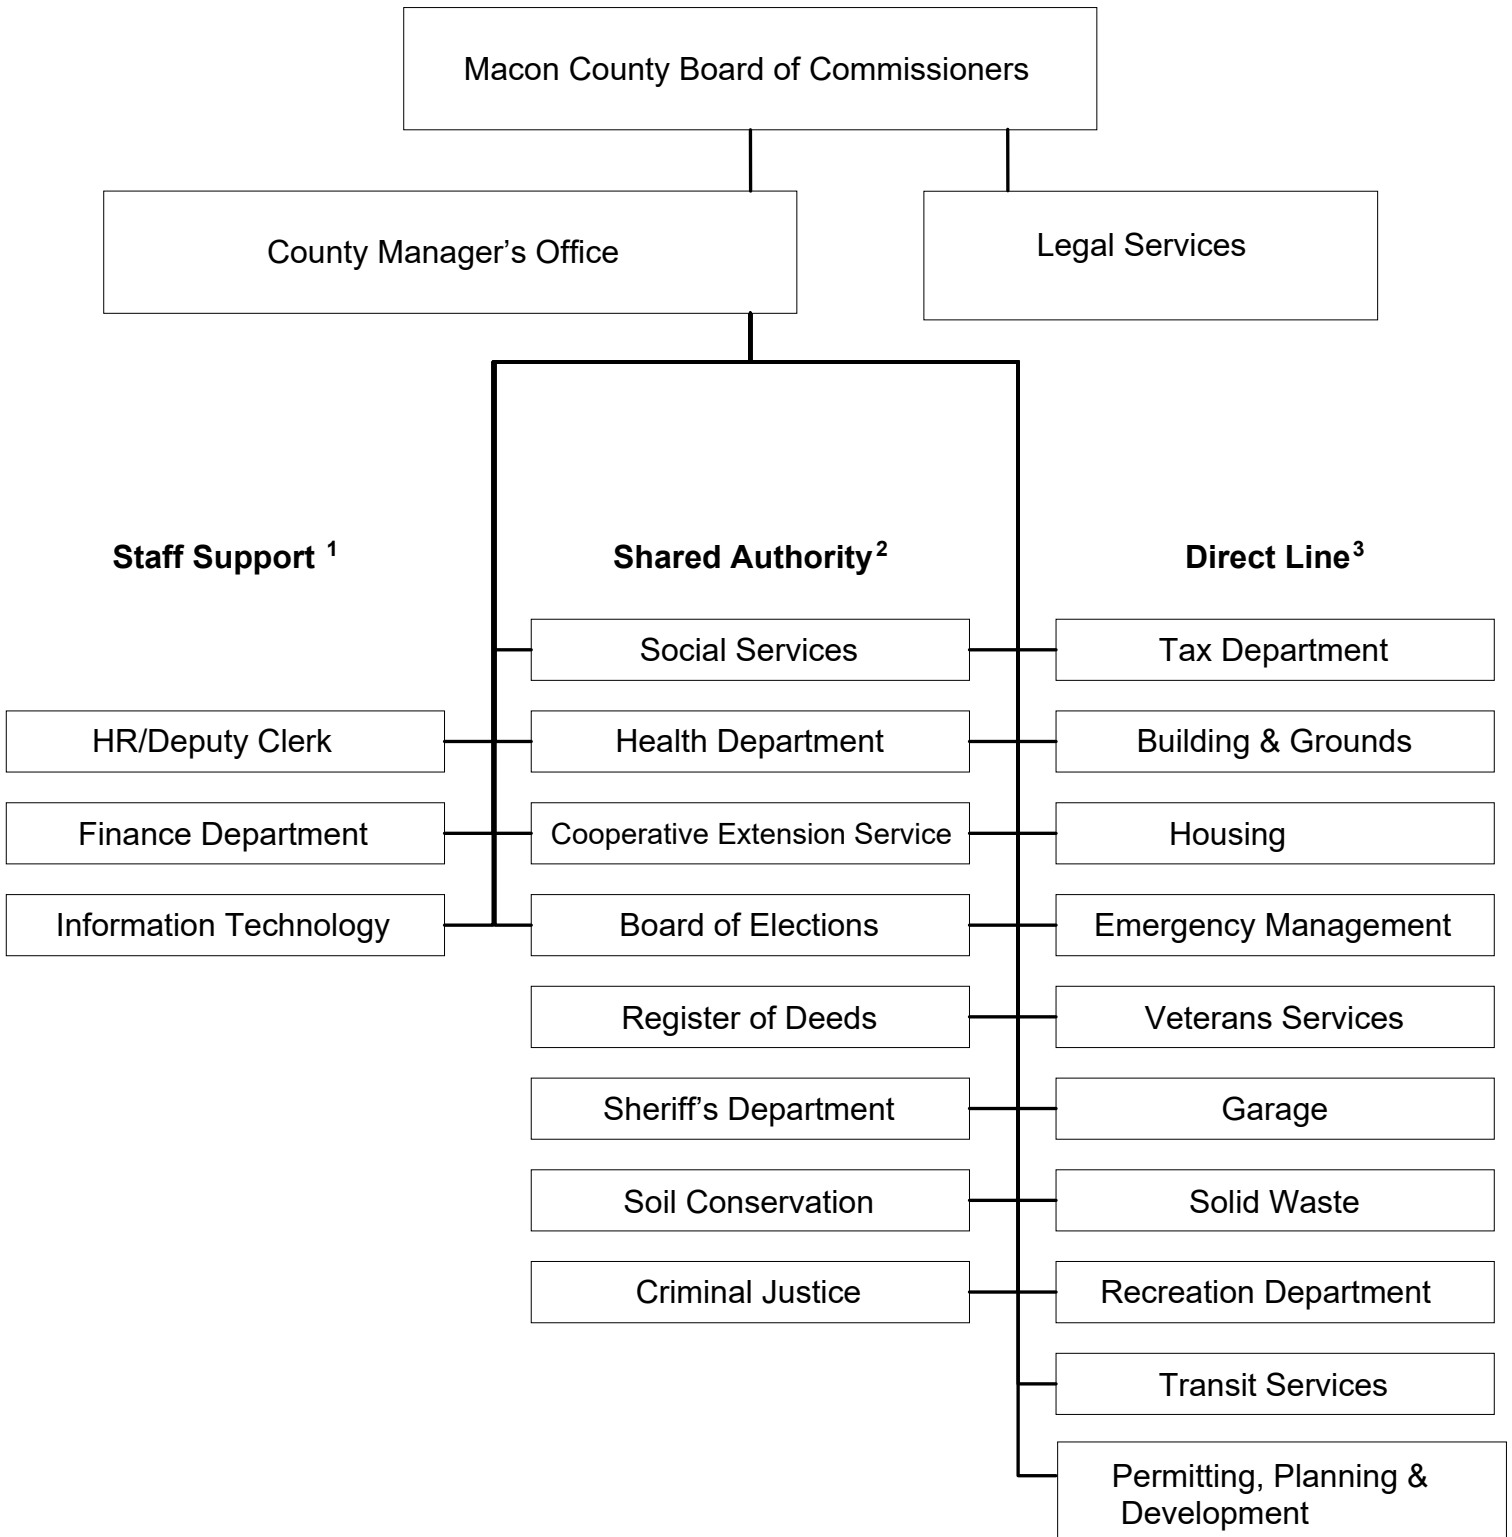 Macon County Board of Commissioners
County Manager’s Office
Legal Services
Staff Support 1
Shared Authority 2
Direct Line 3
Social Services
Tax Department
HR/Deputy Clerk
Health Department
Building & Grounds
Finance Department
Cooperative Extension Service
Housing
Information Technology
Board of Elections
Emergency Management
Register of Deeds
Veterans Services
Sheriff’s Department
Garage
Soil Conservation
Solid Waste
Criminal Justice
Recreation Department
Transit Services
Permitting, Planning &
Development